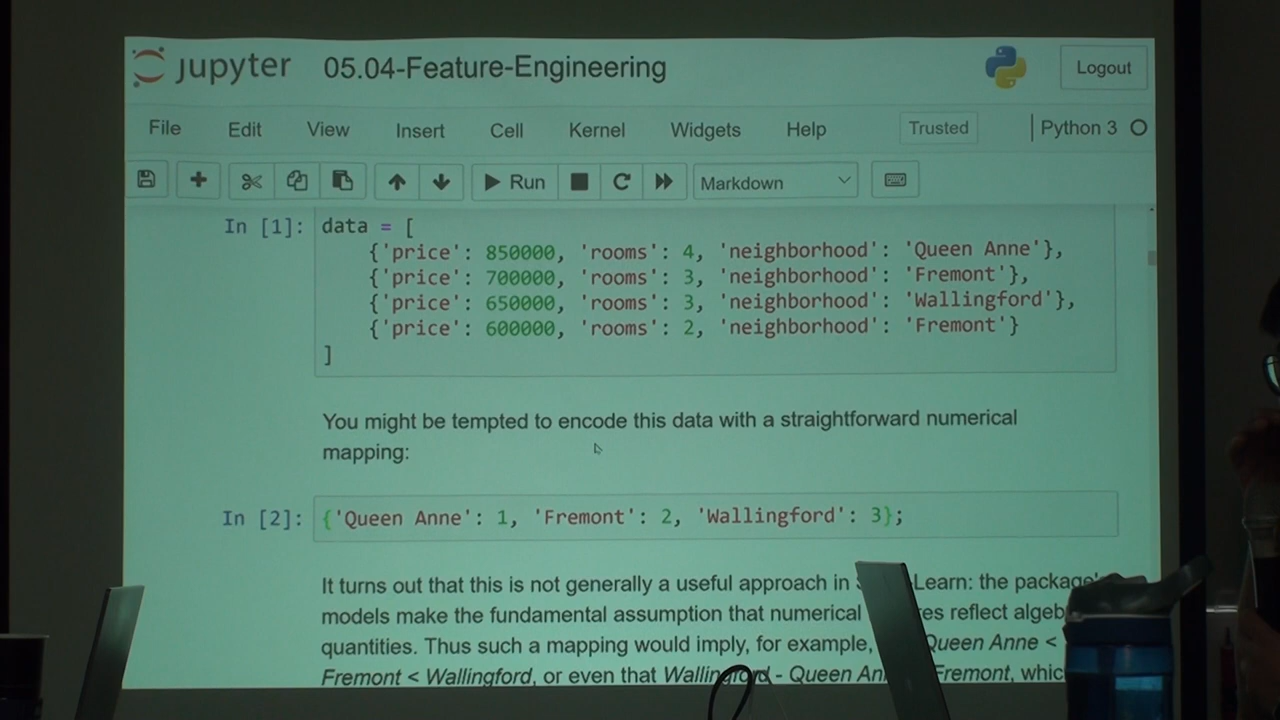 jupyter 05.04-Feature-Engineering Logout
File Edit View Insert Cell Kernel Widgets Help Trusted Python 3
Run Markdown
In [1]: data = [
{'price': 850000, 'rooms': 4, 'neighborhood': 'Queen Anne'},
{'price': 700000, 'rooms': 3, 'neighborhood': 'Fremont'},
{'price': 650000, 'rooms': 3, 'neighborhood': 'Wallingford'},
{'price': 600000, 'rooms': 2, 'neighborhood': 'Fremont'}
]
You might be tempted to encode this data with a straightforward numerical
mapping:
In [2]: {'Queen Anne': 1, 'Fremont': 2, 'Wallingford': 3};
It turns out that this is not generally a useful approach in Learn: the package's
models make the fundamental assumption that numerical reflect
quantities. Thus such a mapping would imply, for example, Queen Anne <
Fremont < Wallingford, or even that Wallingford - Queen Fremont,